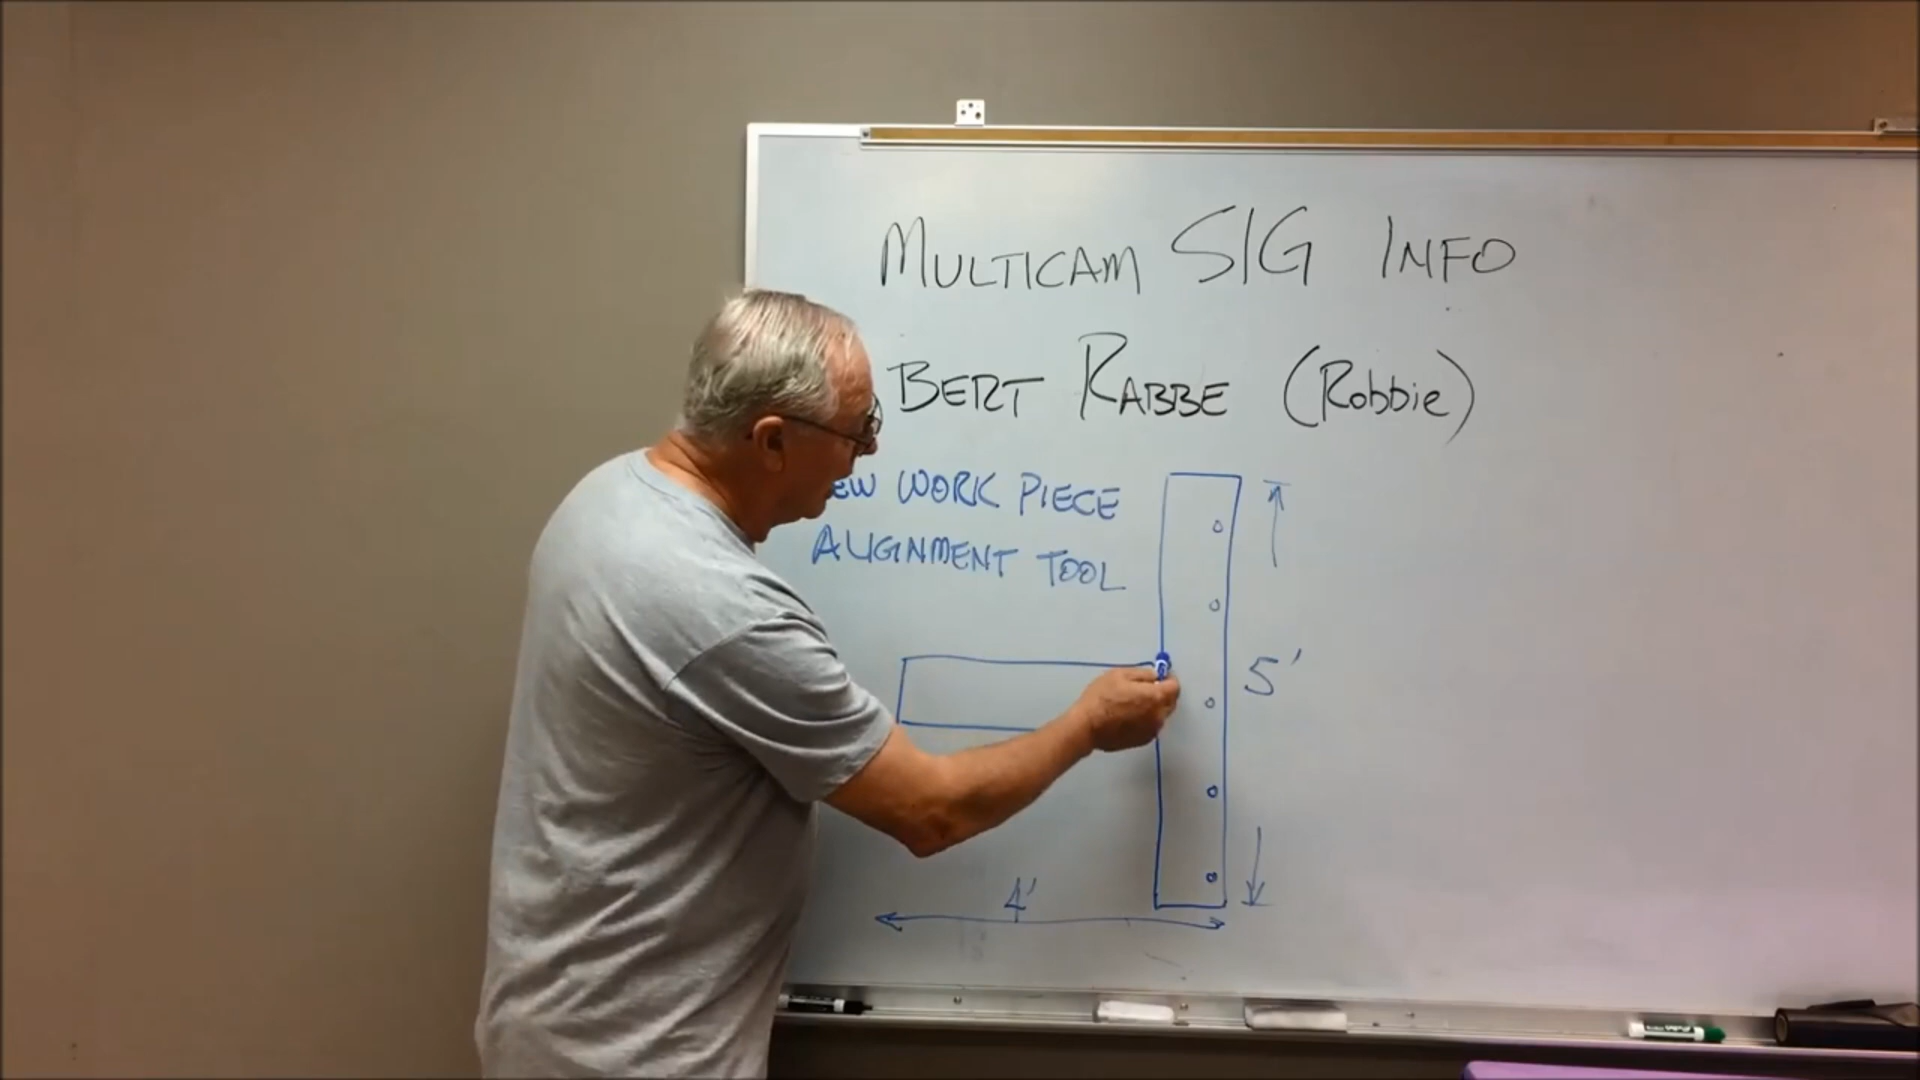 MULTICAM SIG INFO
BERT RABBE (Robbie)
EW WORK PIECE
ALIGNMENT TOOL
5'
4'